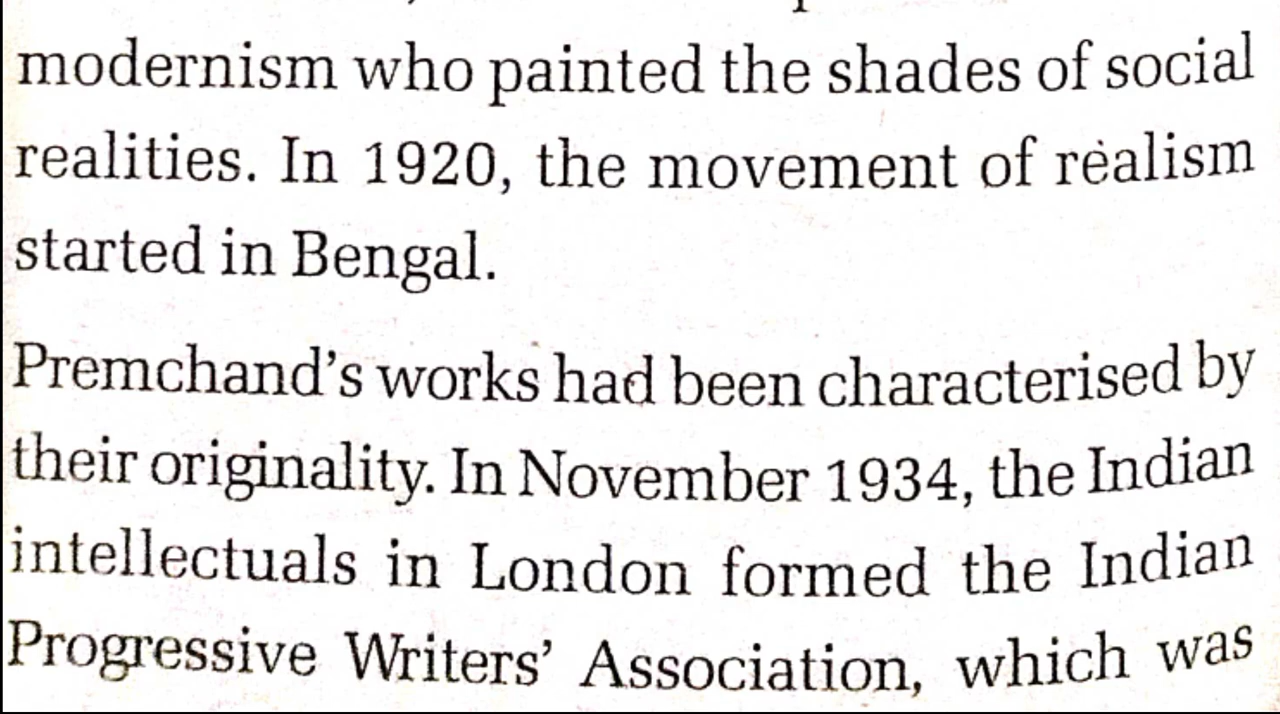 modernism who painted the shades of social
realities. In 1920, the movement of realism
started in Bengal.
Premchand's works had been characterised by
their originality. In November 1934, the Indian
intellectuals in London formed the Indian
Progressive Writers' Association, which was